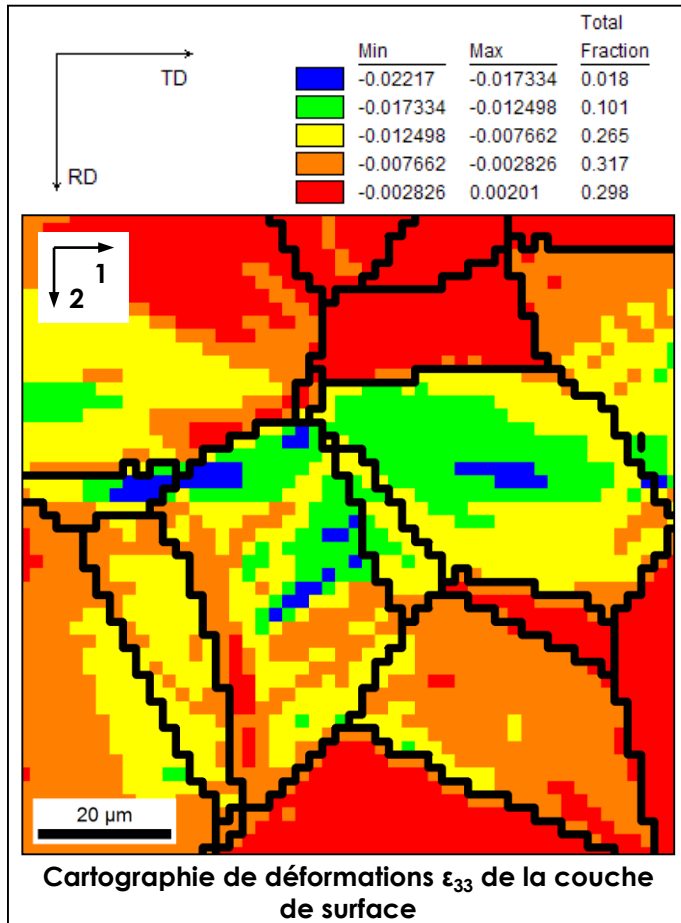 Total
Min Max Fraction
-0.02217 -0.017334 0.018
-0.017334 -0.012498 0.101
-0.012498 -0.007662 0.265
-0.007662 -0.002826 0.317
-0.002826 0.00201 0.298
TD
RD
1
2
20 µm
Cartographie de déformations ε₃₃ de la couche
de surface